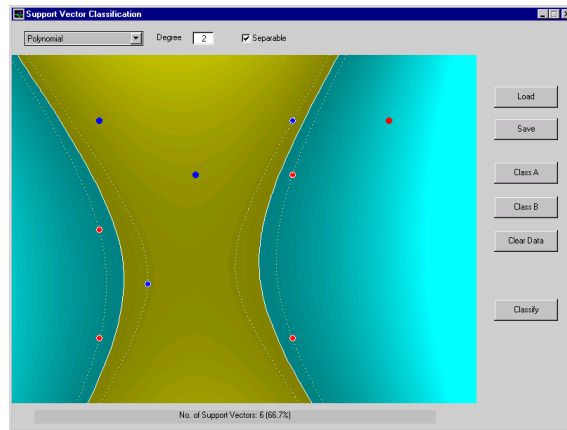 Support Vector Classification
Polynomial Degree 2 Separable
Load
Save
Class A
Class B
Clear Data
Classify
No. of Support Vectors: 6 (66.7%)